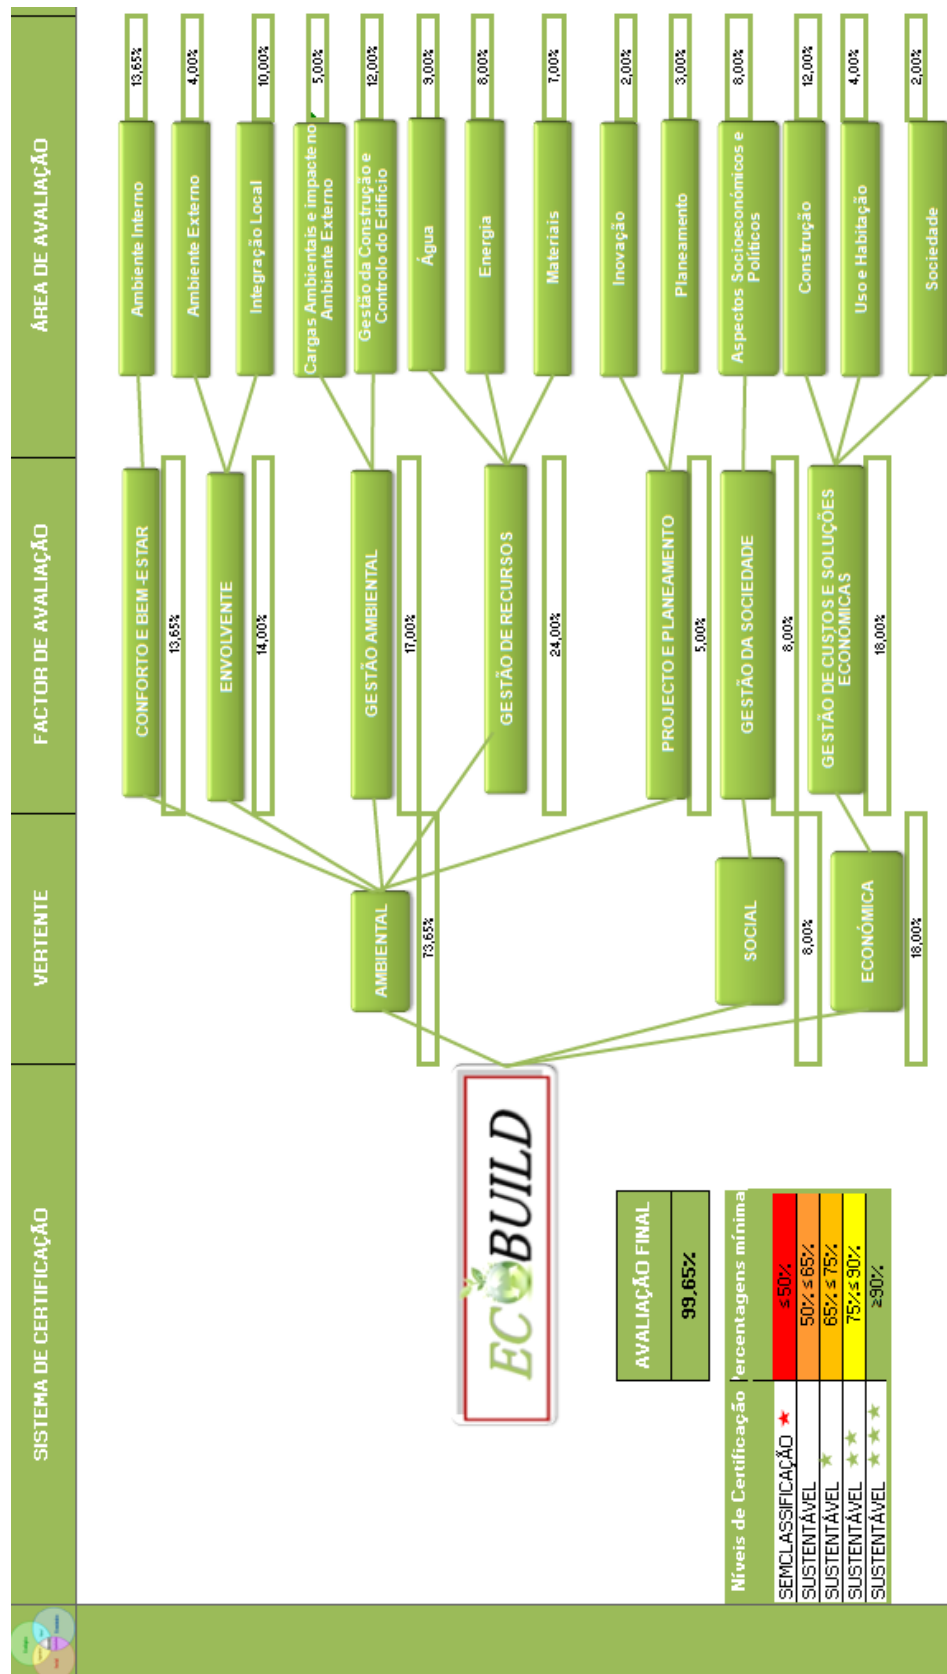 SISTEMA DE CERTIFICAÇÃO
VERTENTE
FACTOR DE AVALIAÇÃO
ÁREA DE AVALIAÇÃO
ECOBUILD
AMBIENTAL
73,65%
SOCIAL
8,00%
ECONÓMICA
18,00%
CONFORTO E BEM -ESTAR
13,65%
ENVOLVENTE
14,00%
GESTÃO AMBIENTAL
17,00%
GESTÃO DE RECURSOS
24,00%
PROJECTO E PLANEAMENTO
5,00%
GESTÃO DA SOCIEDADE
8,00%
GESTÃO DE CUSTOS E SOLUÇÕES
ECONÓMICAS
18,00%
Ambiente Interno
13,65%
Ambiente Externo
4,00%
Integração Local
10,00%
Cargas Ambientais e impacte no
Ambiente Externo
5,00%
Gestão da Construção e
Controlo do Edifício
12,00%
Água
9,00%
Energia
8,00%
Materiais
7,00%
Inovação
2,00%
Planeamento
3,00%
Aspectos Socioeconómicos e
Políticos
8,00%
Construção
12,00%
Uso e Habitação
4,00%
Sociedade
2,00%
AVALIAÇÃO FINAL
99,65%
Níveis de Certificação Percentagens mínima
SEM CLASSIFICAÇÃO ★ ≤50%
SUSTENTÁVEL 50% ≤ 65%
SUSTENTÁVEL ★ 65% ≤ 75%
SUSTENTÁVEL ★★ 75% ≤ 90%
SUSTENTÁVEL ★★★ ≥90%